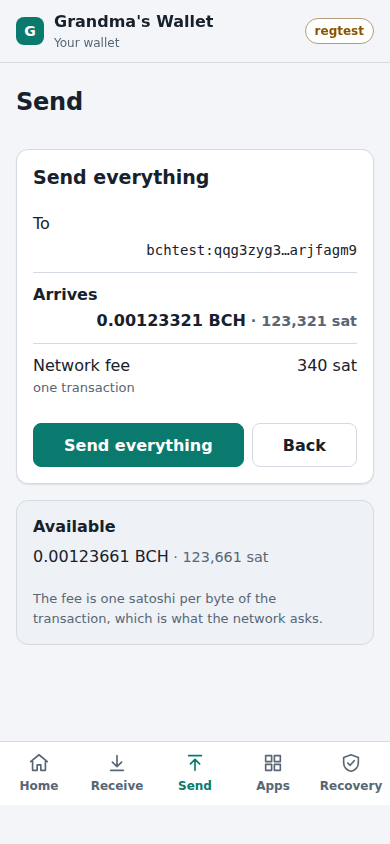 G
Grandma's Wallet
Your wallet
regtest
Send
Send everything
To
bchtest:qqg3zyg3…arjfagm9
Arrives
0.00123321 BCH · 123,321 sat
Network fee
340 sat
one transaction
Send everything
Back
Available
0.00123661 BCH · 123,661 sat
The fee is one satoshi per byte of the
transaction, which is what the network asks.
Home
Receive
Send
Apps
Recovery